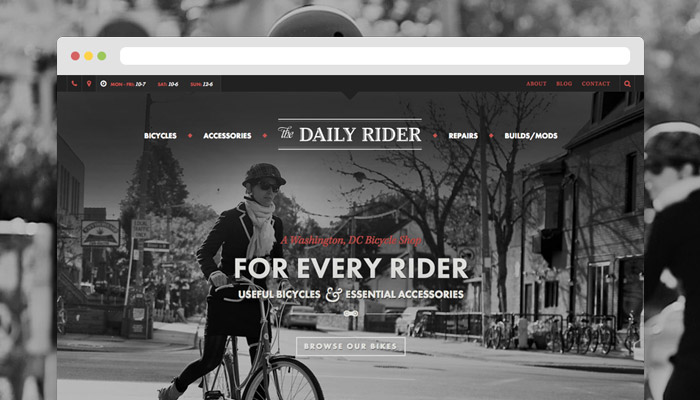 MON - FRI: 10-7 SAT: 10-6 SUN: 12-6 ABOUT BLOG CONTACT
BICYCLES ACCESSORIES The DAILY RIDER REPAIRS BUILDS/MODS
A Washington, DC Bicycle Shop
FOR EVERY RIDER
USEFUL BICYCLES & ESSENTIAL ACCESSORIES
BROWSE OUR BIKES